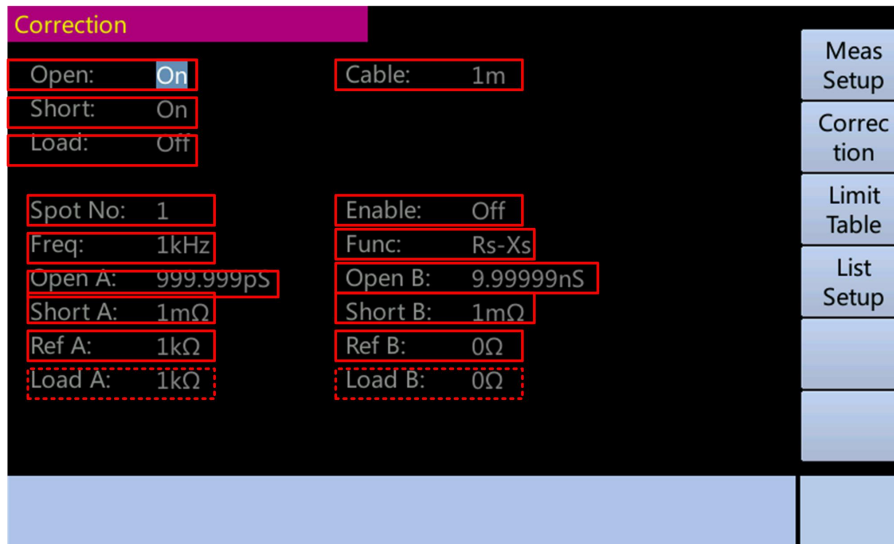 Correction
Open: On
Cable: 1m
Short: On
Load: Off
Spot No: 1
Enable: Off
Freq: 1kHz
Func: Rs-Xs
Open A: 999.999pS
Open B: 9.99999nS
Short A: 1mΩ
Short B: 1mΩ
Ref A: 1kΩ
Ref B: 0Ω
Load A: 1kΩ
Load B: 0Ω
Meas
Setup
Correc
tion
Limit
Table
List
Setup